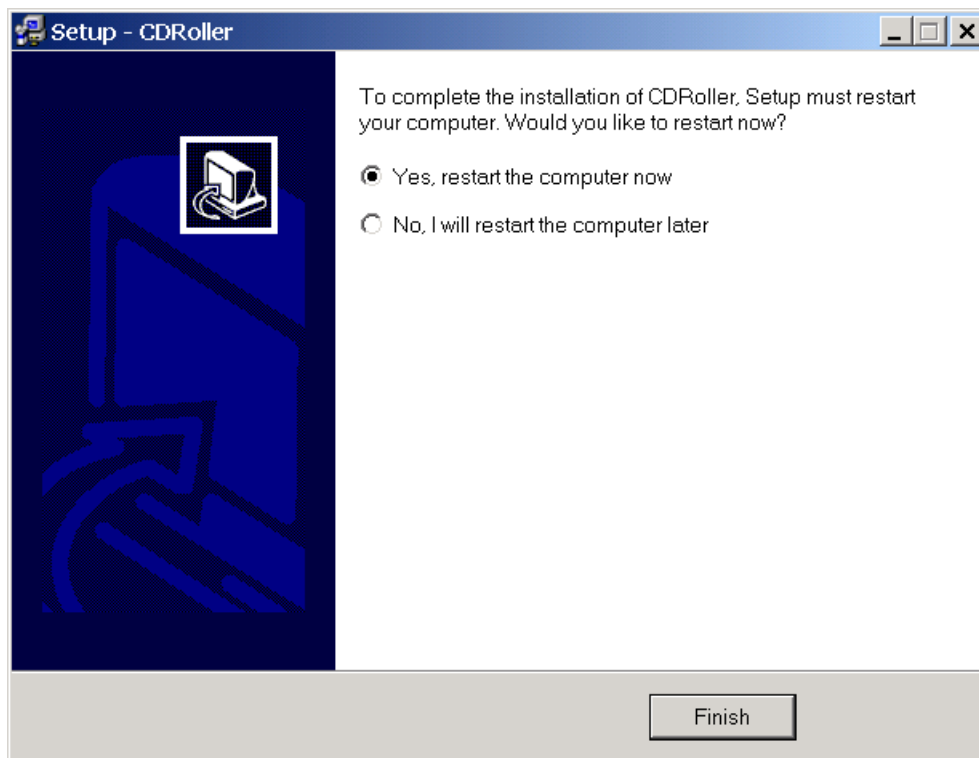 Setup - CDRoller
To complete the installation of CDRoller, Setup must restart
your computer. Would you like to restart now?
Yes, restart the computer now
No, I will restart the computer later
Finish